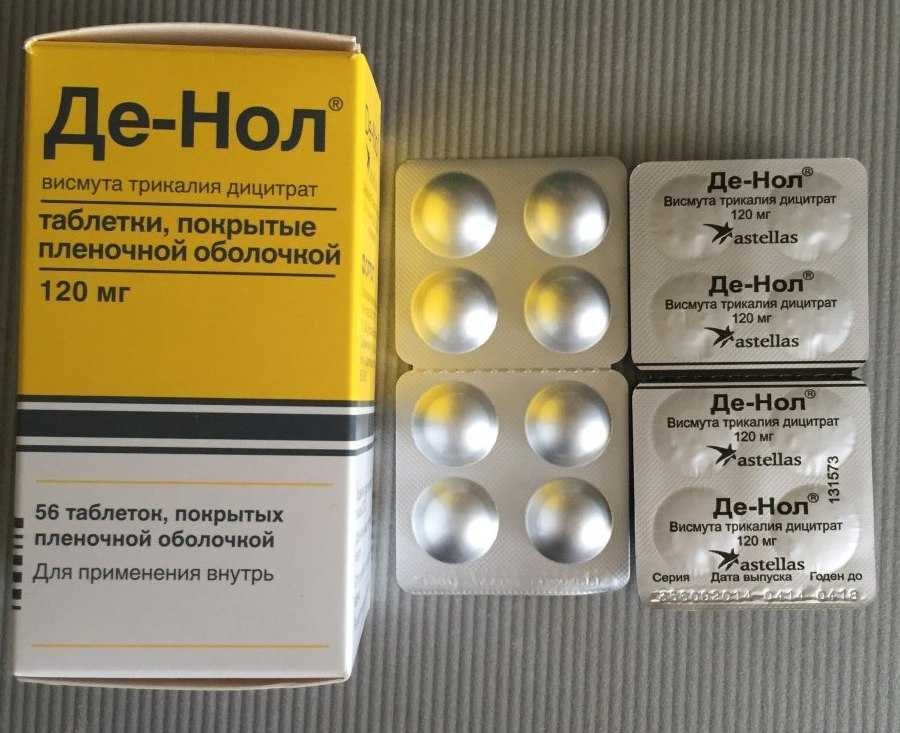 Де-Нол®
висмута трикалия дицитрат
таблетки, покрытые
пленочной оболочкой
120 мг
56 таблеток, покрытых
пленочной оболочкой
Для применения внутрь
Де-Нол®
Висмута трикалия дицитрат
120 мг
astellas
Де-Нол®
Висмута трикалия дицитрат
120 мг
astellas
Де-Нол®
Висмута трикалия дицитрат
120 мг
astellas
131573
Де-Нол®
Висмута трикалия дицитрат
120 мг
astellas
Серия Дата выпуска Годен до
0414 0418